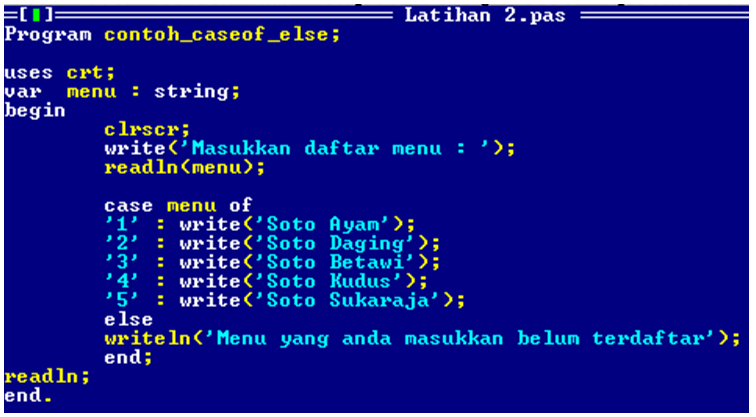 =[■]= Latihan 2.pas =
Program contoh_caseof_else;
uses crt;
var  menu : string;
begin
        clrscr;
        write('Masukkan daftar menu : ');
        readln(menu);
        case menu of
        '1' : write('Soto Ayam');
        '2' : write('Soto Daging');
        '3' : write('Soto Betawi');
        '4' : write('Soto Kudus');
        '5' : write('Soto Sukaraja');
        else
        writeln('Menu yang anda masukkan belum terdaftar');
        end;
readln;
end.